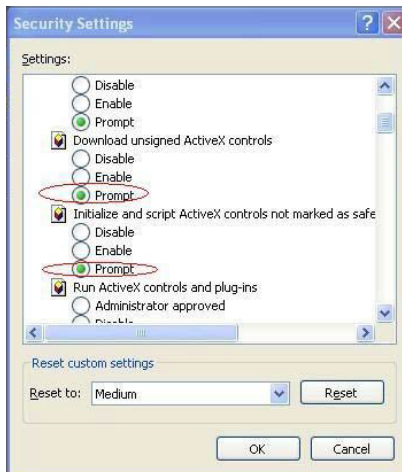 Security Settings
Settings:
Disable
Enable
Prompt
Download unsigned ActiveX controls
Disable
Enable
Prompt
Initialize and script ActiveX controls not marked as safe
Disable
Enable
Prompt
Run ActiveX controls and plug-ins
Administrator approved
Disable
Reset custom settings
Reset to: Medium Reset
OK Cancel